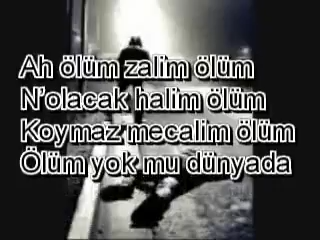 Ah ölüm zalim ölüm
N'olacak halim ölüm
Koymaz mecalim ölüm
Ölüm yok mu dünyada